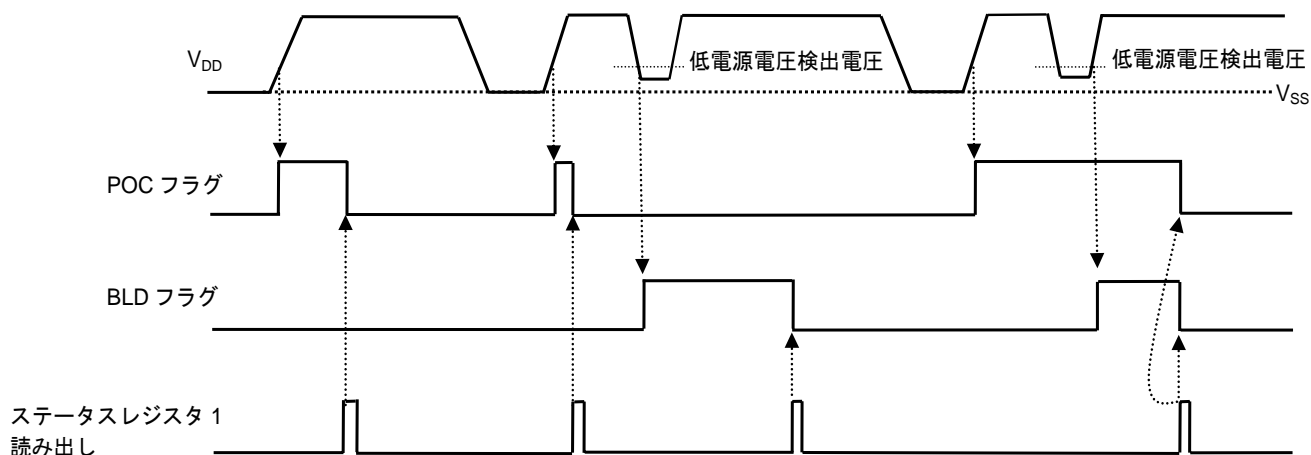 V_DD
低電源電圧検出電圧
低電源電圧検出電圧
V_SS
POC フラグ
BLD フラグ
ステータスレジスタ 1
読み出し